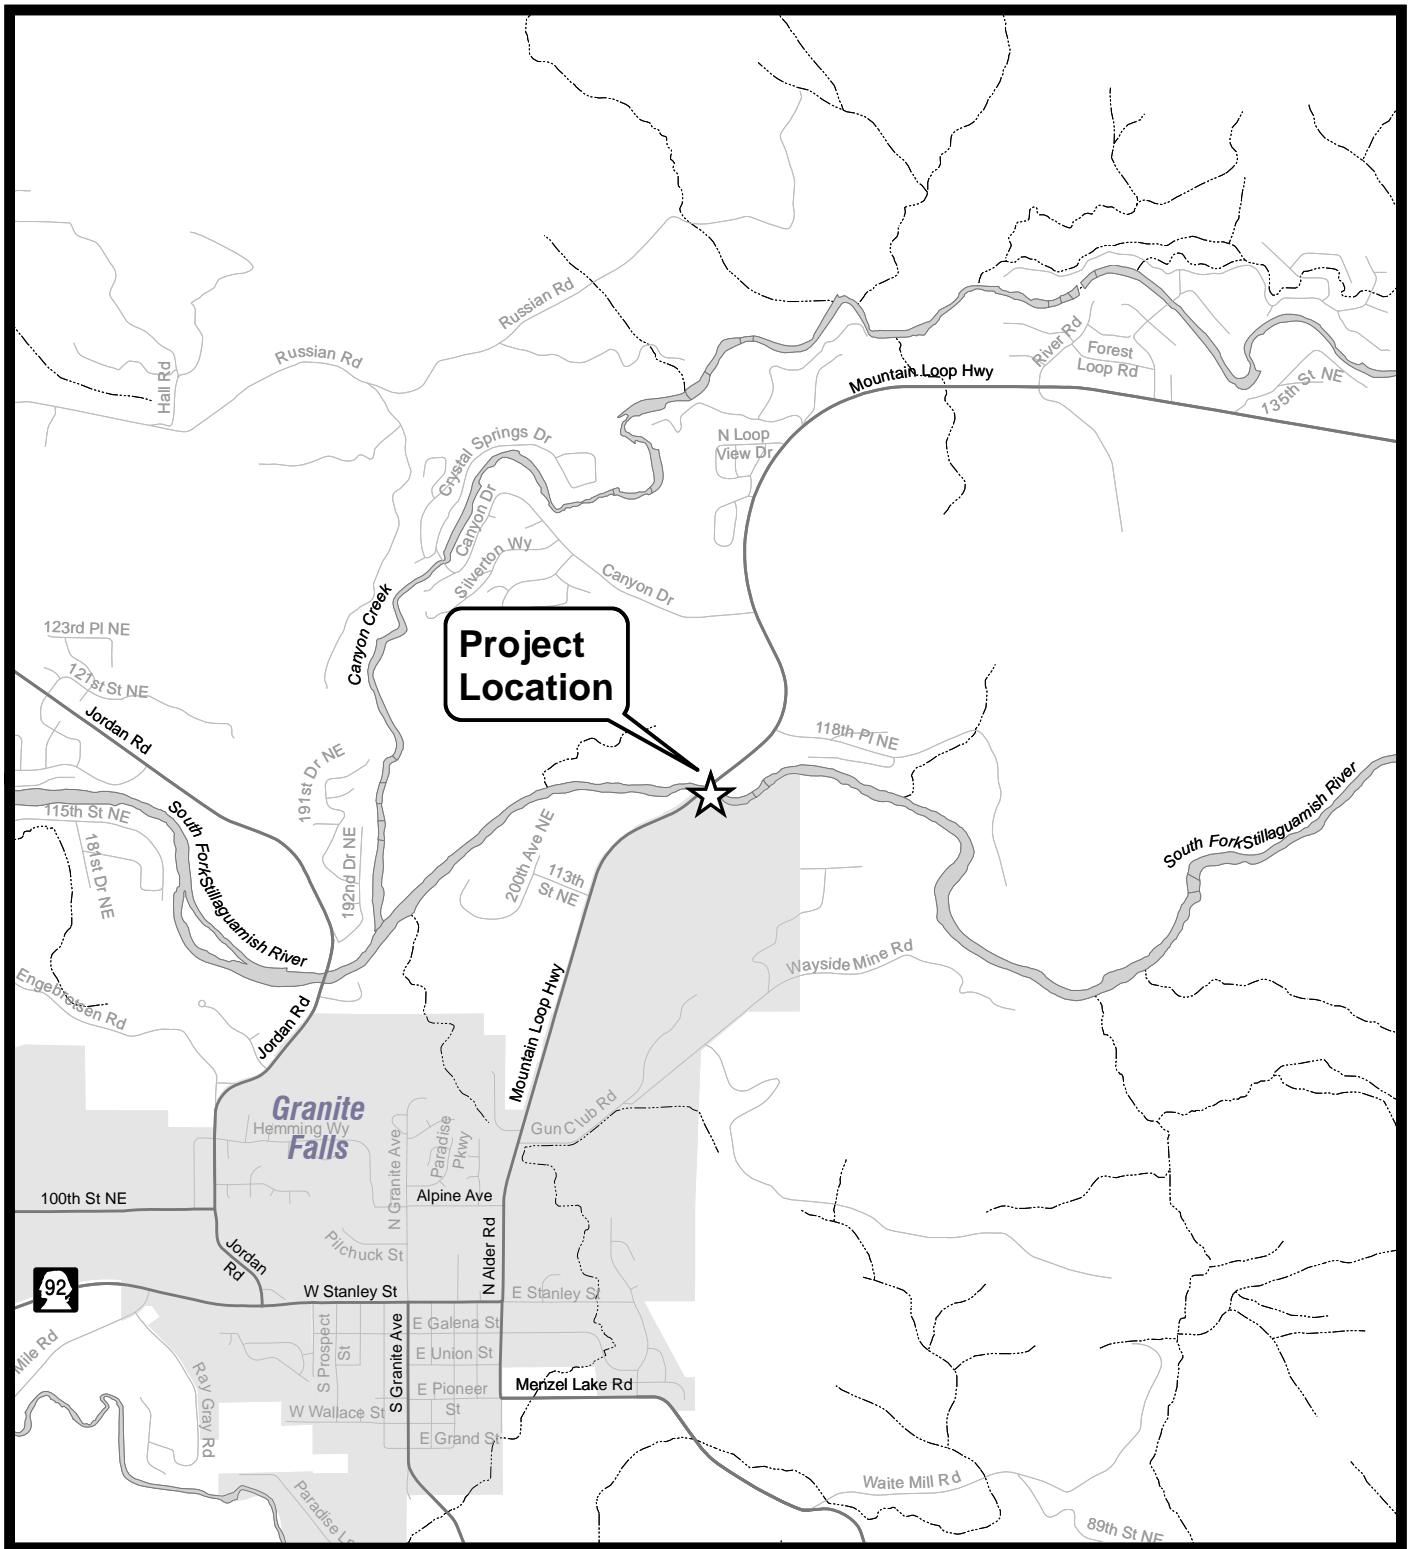 Russian Rd
River Rd
Forest
Loop Rd
Russian Rd
Hall Rd
Mountain Loop Hwy
135th St NE
N Loop
View Dr
Crystal Springs Dr
Canyon Dr
Silverton Wy
Canyon Dr
Canyon Creek
123rd Pl NE
121st St NE
Project
Location
Jordan Rd
118th Pl NE
191st Dr NE
115th St NE
South Fork Stillaguamish River
South Fork Stillaguamish River
181st Dr NE
192nd Dr NE
200th Ave NE
113th
St NE
Wayside Mine Rd
Engebretsen Rd
Jordan Rd
Mountain Loop Hwy
Granite
Falls
Hemming Wy
N Granite Ave
Paradise
Pkwy
Gun Club Rd
100th St NE
Alpine Ave
Pilchuck St
Jordan
Rd
N Alder Rd
92
W Stanley St
E Stanley St
Mile Rd
S Prospect
St
S Granite Ave
E Galena St
E Union St
Ray Gray Rd
E Pioneer
St
Menzel Lake Rd
W Wallace St
E Grand St
Waite Mill Rd
Paradise L
89th St NE